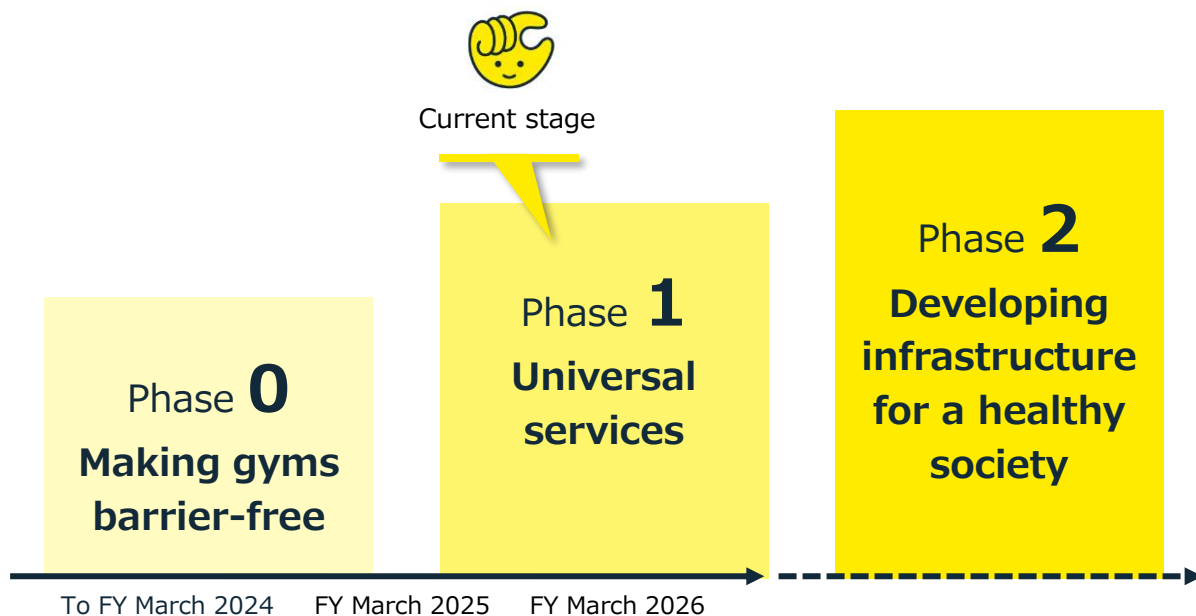 Current stage
Phase 0
Making gyms
barrier-free
Phase 1
Universal
services
Phase 2
Developing
infrastructure
for a healthy
society
To FY March 2024
FY March 2025
FY March 2026